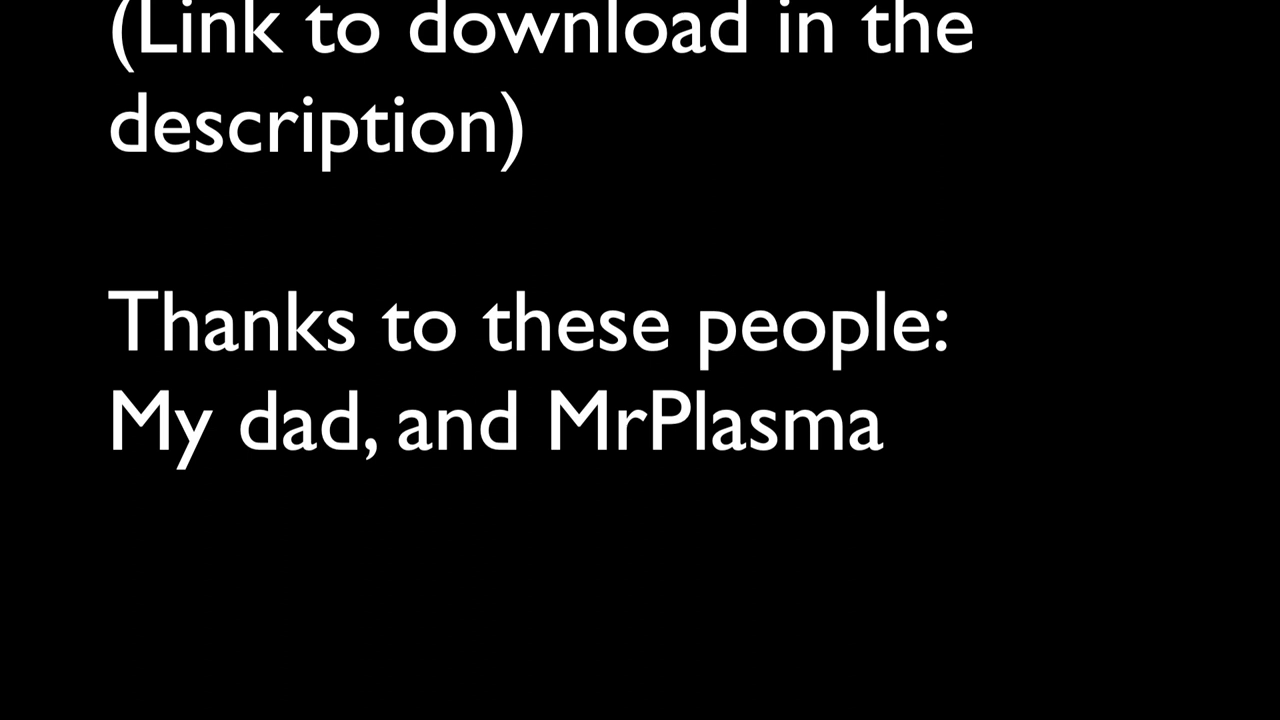 (Link to download in the
description)
Thanks to these people:
My dad, and MrPlasma